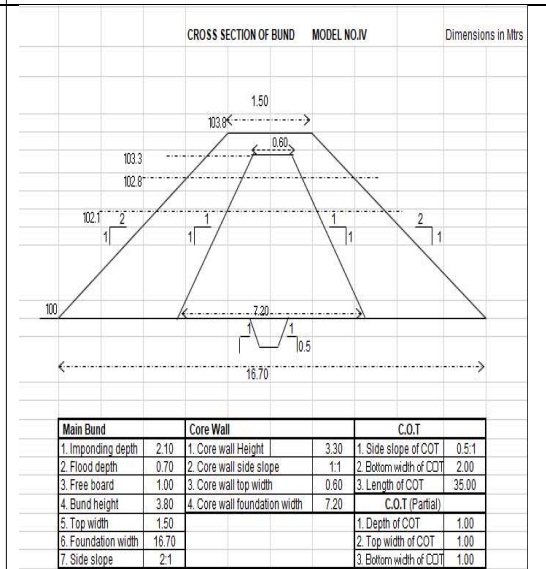 CROSS SECTION OF BUND MODEL NO.IV Dimensions in Mtrs
1.50
103.8
0.60
103.3
102.8
102.1 2 1 1 2
1 1 1 1
100
7.20
1 1
0.5
16.70
Main Bund Core Wall C.O.T
1. Imponding depth 2.10 1. Core wall Height 3.30 1. Side slope of COT 0.5:1
2. Flood depth 0.70 2. Core wall side slope 1:1 2. Bottom width of COT 2.00
3. Free board 1.00 3. Core wall top width 0.60 3. Length of COT 35.00
4. Bund height 3.80 4. Core wall foundation width 7.20 C.O.T (Partial)
5. Top width 1.50 1. Depth of COT 1.00
6. Foundation width 16.70 2. Top width of COT 1.00
7. Side slope 2:1 3. Bottom width of COT 1.00